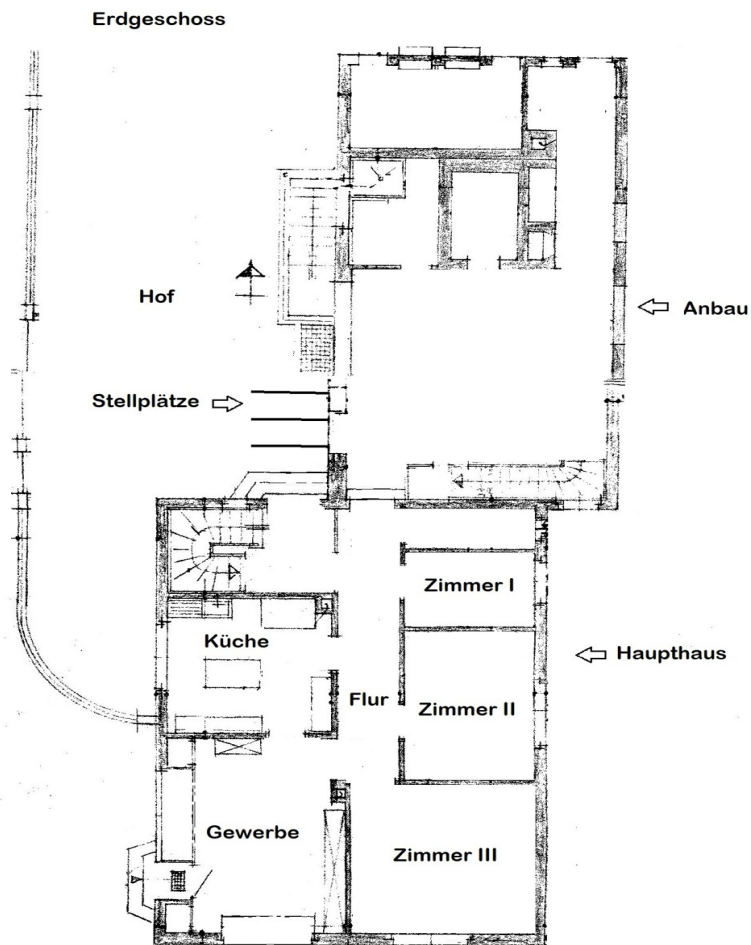 Erdgeschoss
Hof
Anbau
Stellplätze
Zimmer I
Küche
Haupthaus
Flur
Zimmer II
Gewerbe
Zimmer III